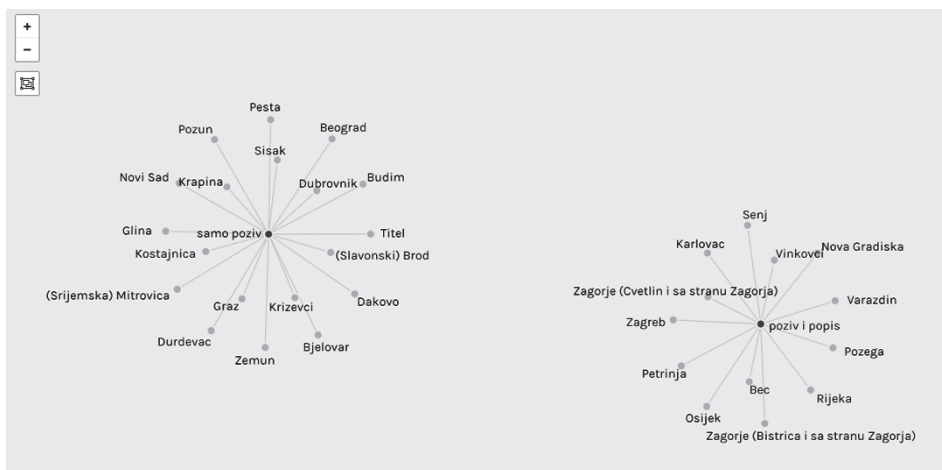 +
−
Pesta
Pozun
Beograd
Sisak
Novi Sad
Krapina
Dubrovnik
Budim
Glina
samo poziv
Titel
Kostajnica
(Slavonski) Brod
(Srijemska) Mitrovica
Graz
Krizevci
Dakovo
Durdevac
Zemun
Bjelovar
Senj
Karlovac
Vinkovci
Nova Gradiska
Zagorje (Cvetlin i sa stranu Zagorja)
Varazdin
Zagreb
poziv i popis
Pozega
Petrinja
Bec
Rijeka
Osijek
Zagorje (Bistrica i sa stranu Zagorja)